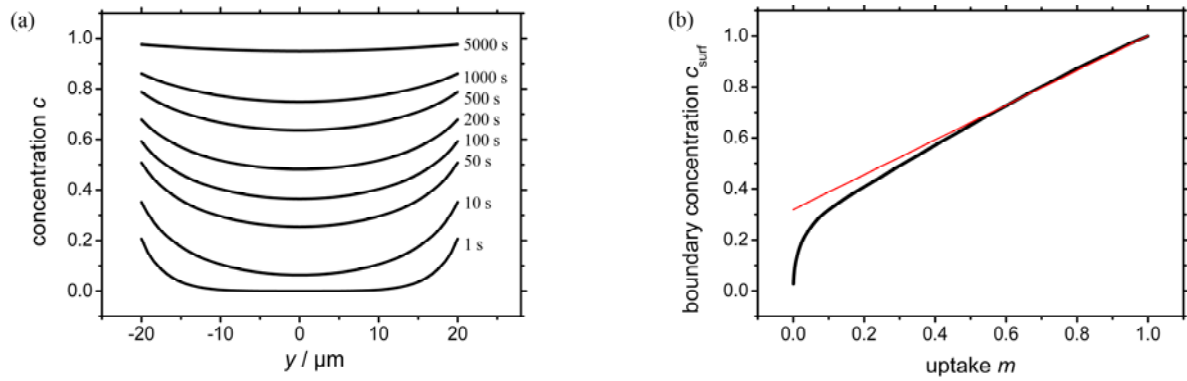 (a)
concentration c
1.0
0.8
0.6
0.4
0.2
0.0
5000 s
1000 s
500 s
200 s
100 s
50 s
10 s
1 s
-20
-10
0
10
20
y / µm
(b)
boundary concentration c_surf
1.0
0.8
0.6
0.4
0.2
0.0
0.0
0.2
0.4
0.6
0.8
1.0
uptake m